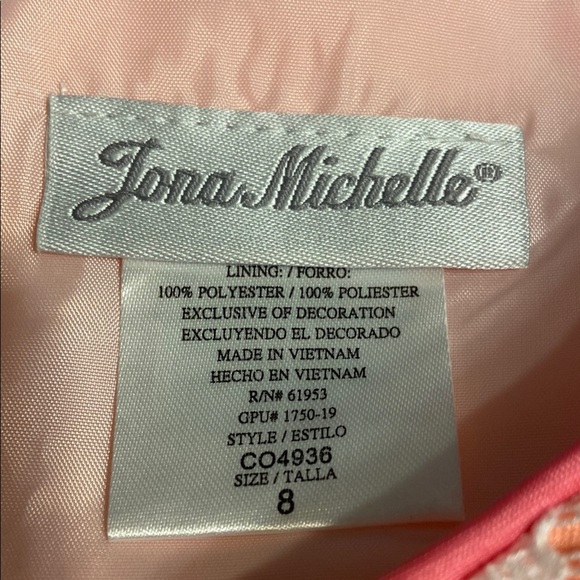 Jona Michelle®
LINING: / FORRO:
100% POLYESTER / 100% POLIESTER
EXCLUSIVE OF DECORATION
EXCLUYENDO EL DECORADO
MADE IN VIETNAM
HECHO EN VIETNAM
R/N# 61953
GPU# 1750-19
STYLE / ESTILO
CO4936
SIZE / TALLA
8